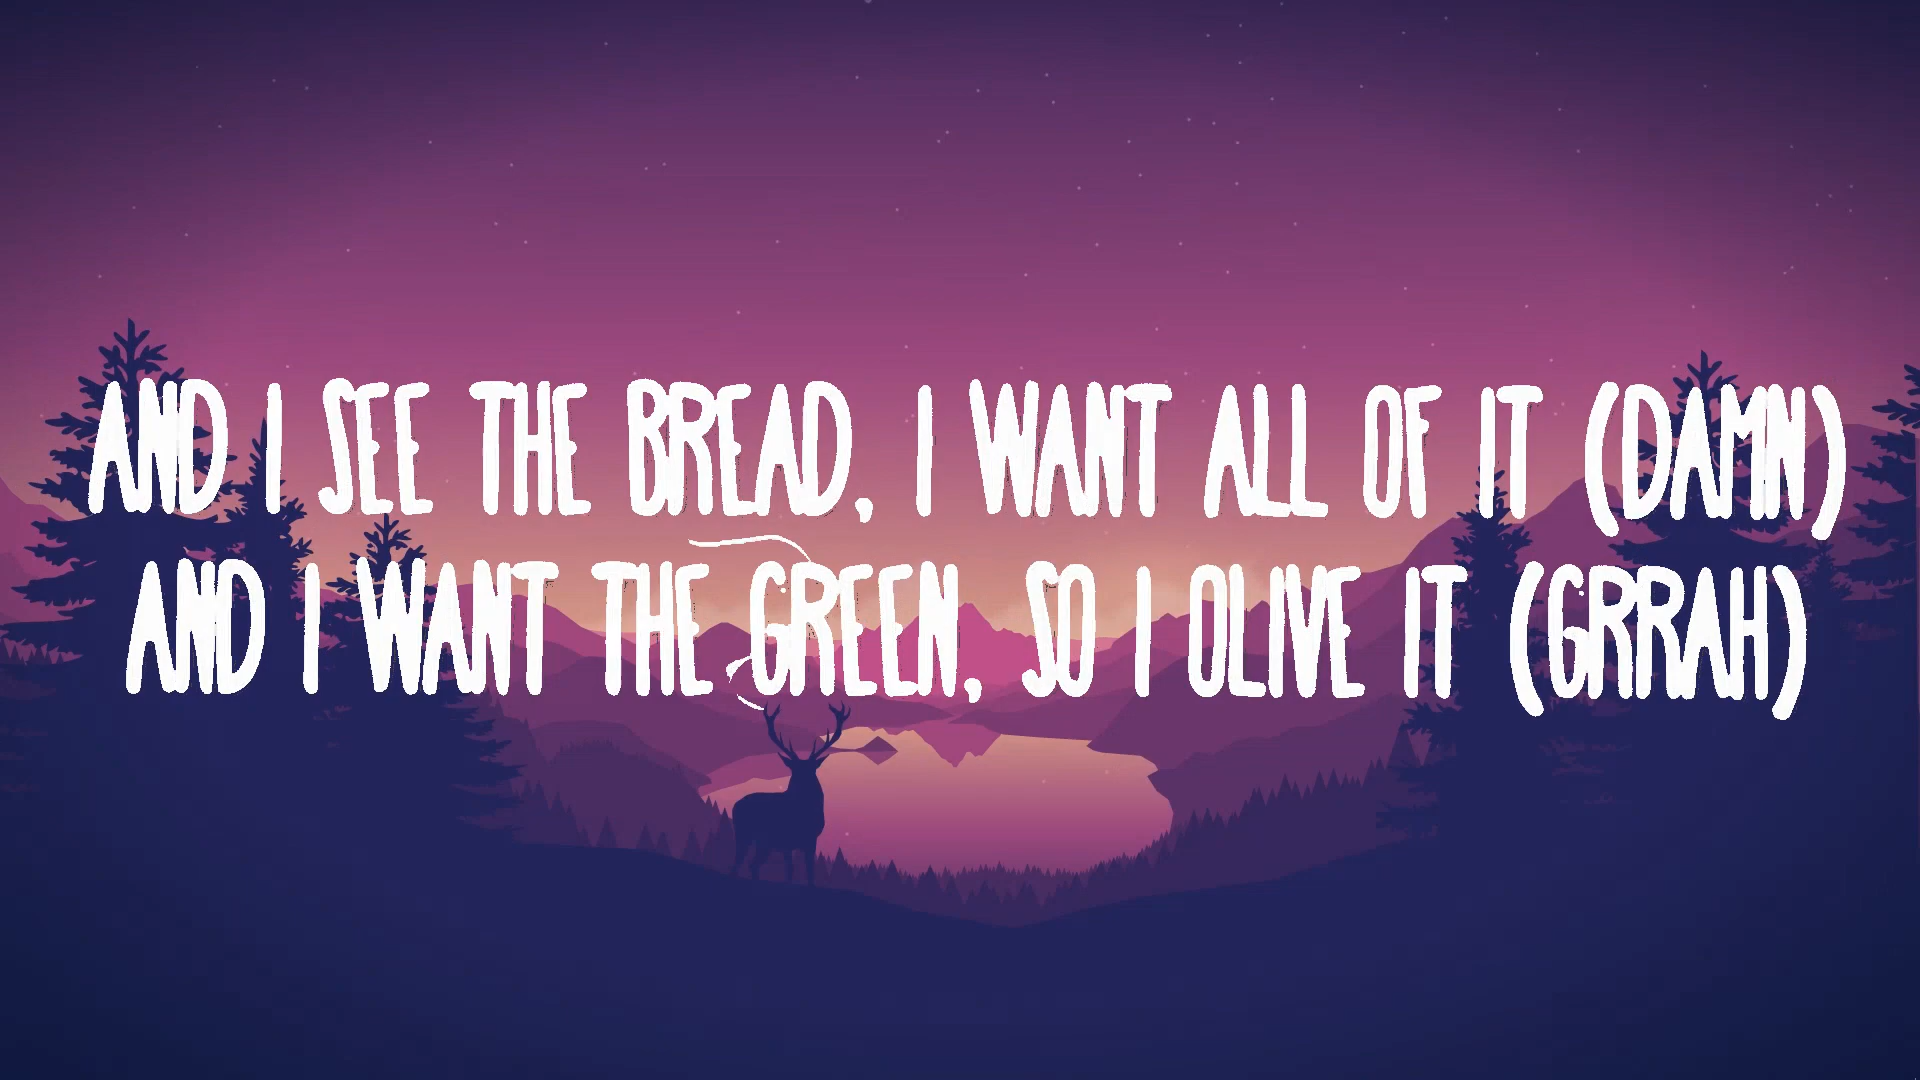 AND I SEE THE BREAD, I WANT ALL OF IT (DAMN)
AND I WANT THE GREEN, SO I OLIVE IT (GRRAH)